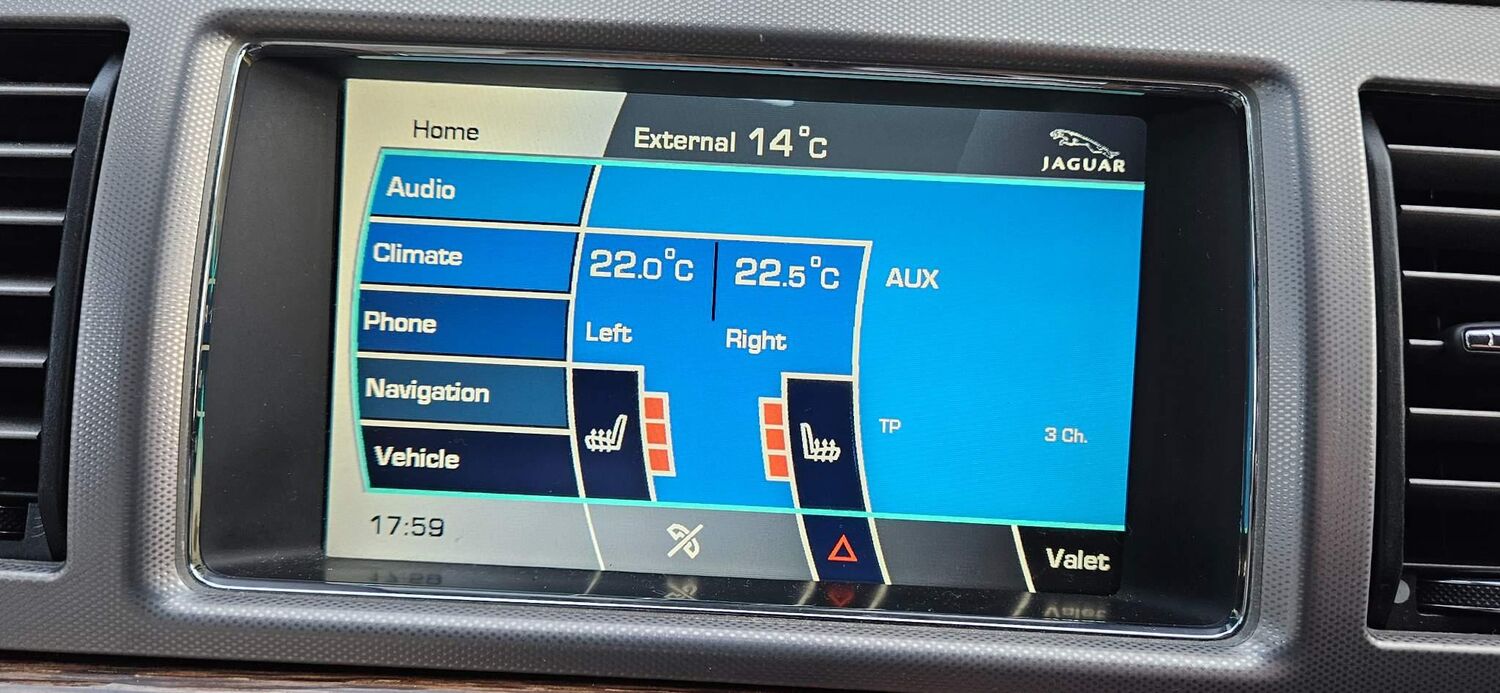 Home
External 14°C
JAGUAR
Audio
Climate
22.0°C
22.5°C
AUX
Phone
Left
Right
Navigation
TP
3 Ch.
Vehicle
17:59
Valet